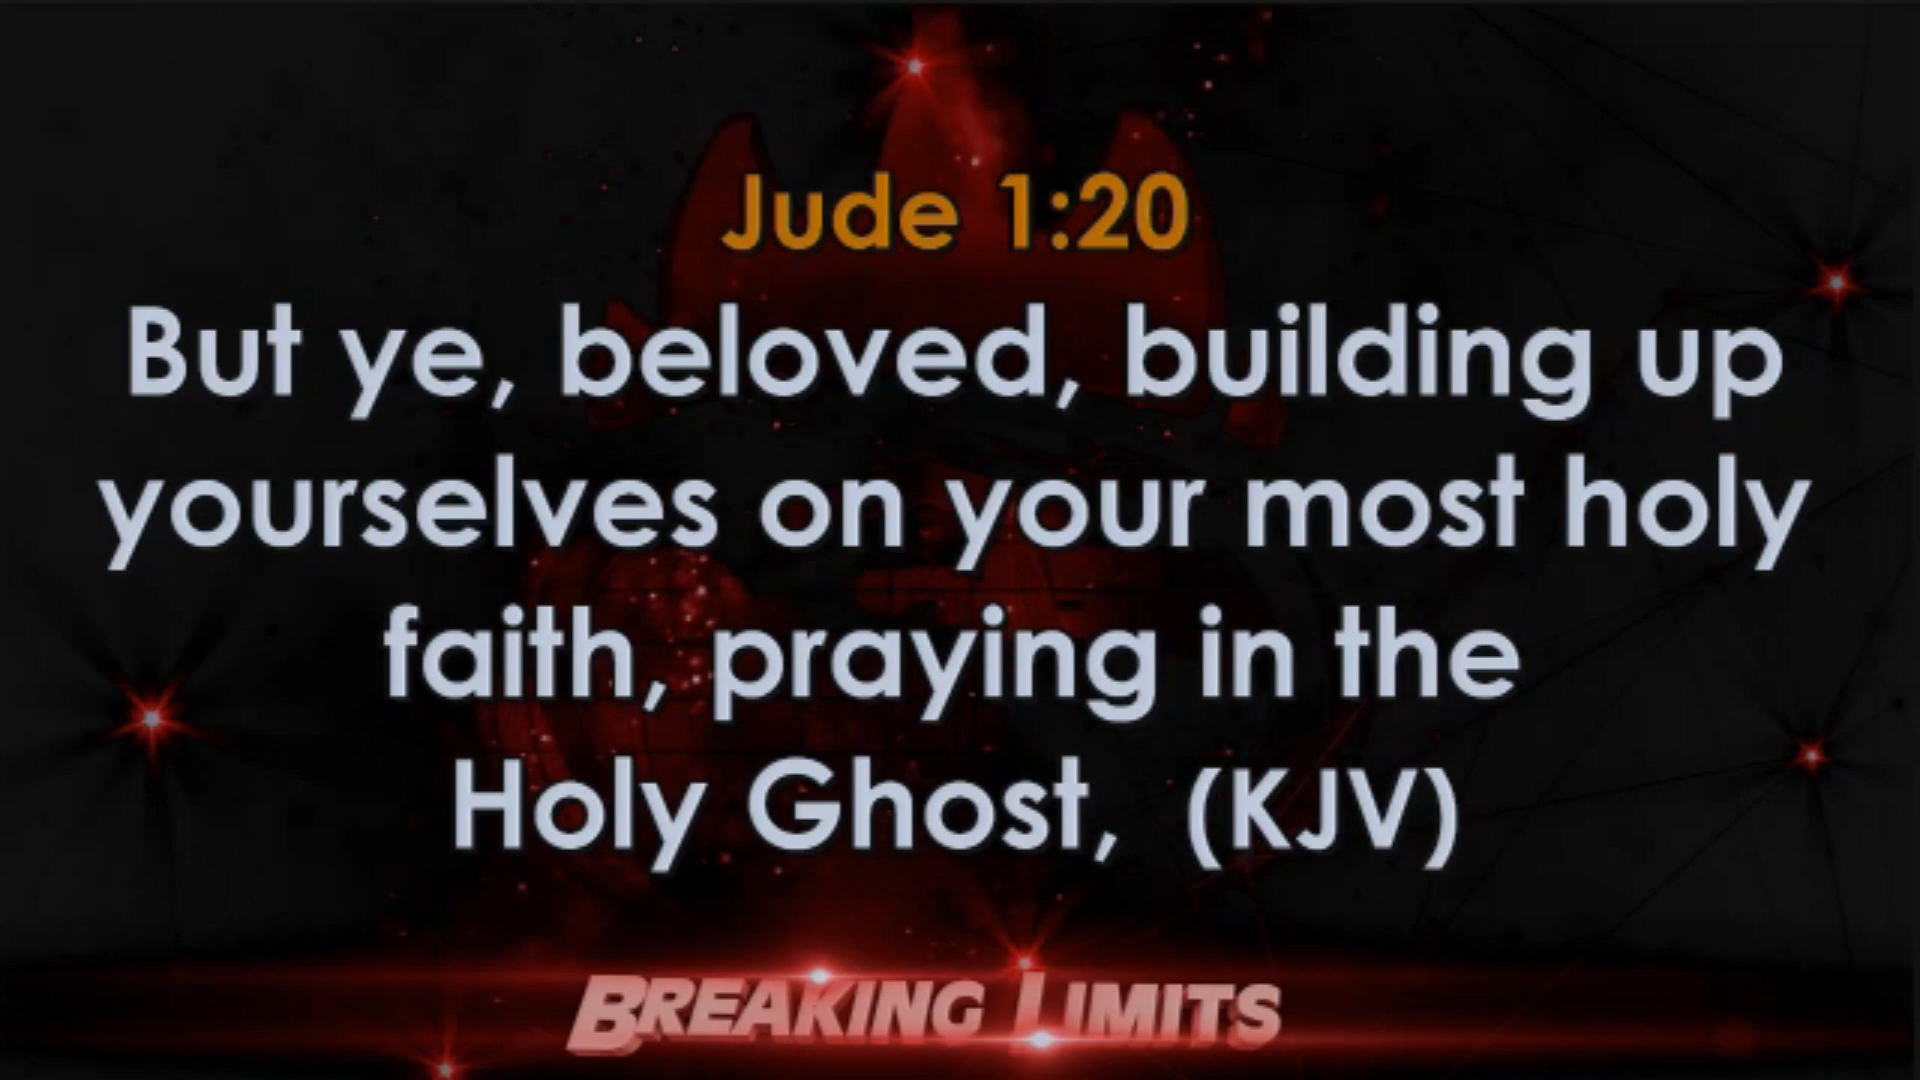 Jude 1:20
But ye, beloved, building up
yourselves on your most holy
faith, praying in the
Holy Ghost, (KJV)
BREAKING LIMITS